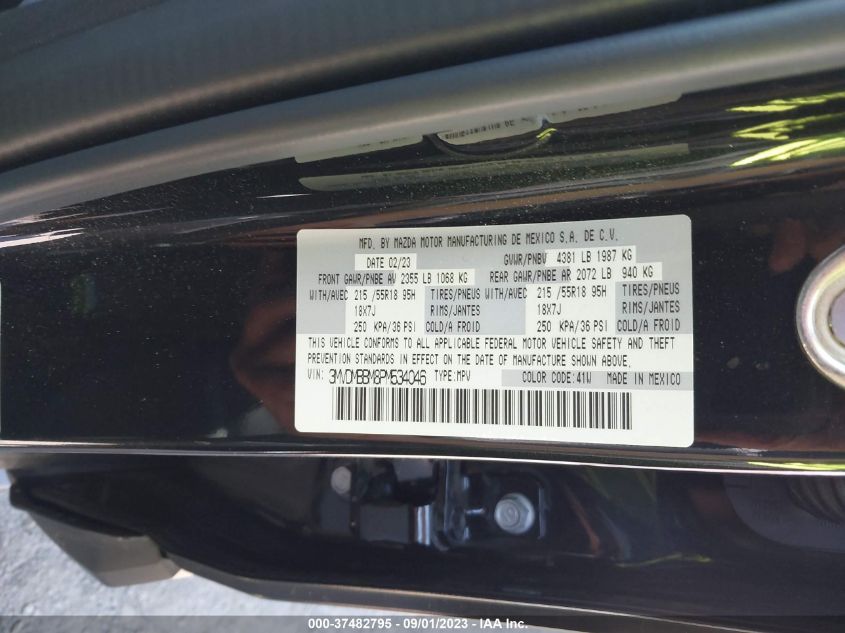 MFD. BY MAZDA MOTOR MANUFACTURING DE MEXICO S.A. DE C.V.
DATE 02/23 GVWR/PNBV 4381 LB 1987 KG
FRONT GAWR/PNBE AV 2355 LB 1068 KG REAR GAWR/PNBE AR 2072 LB 940 KG
WITH/AVEC 215 /55R18 95H TIRES/PNEUS WITH/AVEC 215 /55R18 95H TIRES/PNEUS
18X7J RIMS/JANTES 18X7J RIMS/JANTES
250 KPA/36 PSI COLD/A FROID 250 KPA/36 PSI COLD/A FROID
THIS VEHICLE CONFORMS TO ALL APPLICABLE FEDERAL MOTOR VEHICLE SAFETY AND THEFT
PREVENTION STANDARDS IN EFFECT ON THE DATE OF MANUFACTURE SHOWN ABOVE.
VIN: 3MVDMBBM8PM534046 TYPE:MPV COLOR CODE:41W MADE IN MEXICO
000-37482795 - 09/01/2023 - IAA Inc.